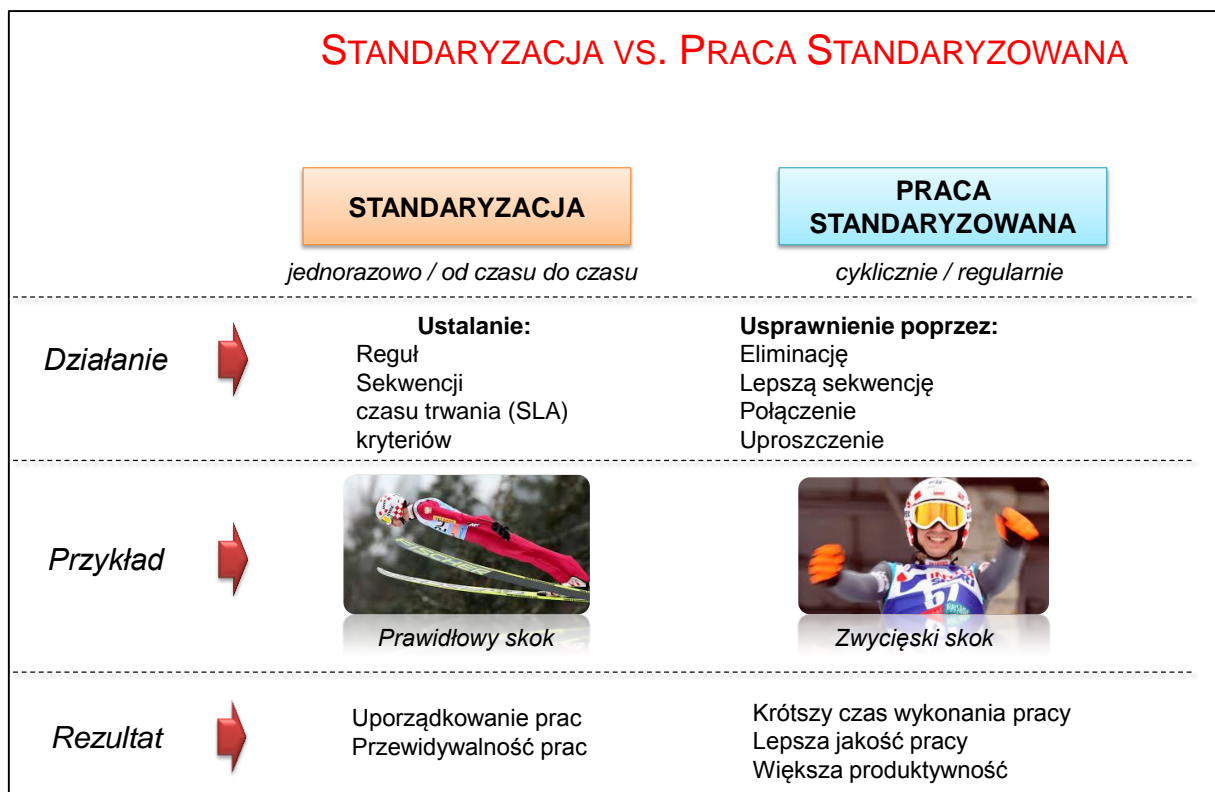 STANDARYZACJA VS. PRACA STANDARYZOWANA
STANDARYZACJA
jednorazowo / od czasu do czasu
PRACA
STANDARYZOWANA
cyklicznie / regularnie
Działanie
Ustalanie:
Reguł
Sekwencji
czasu trwania (SLA)
kryteriów
Usprawnienie poprzez:
Eliminację
Lepszą sekwencję
Połączenie
Uproszczenie
Przykład
FISCHER
Prawidłowy skok
57
Zwycięski skok
Rezultat
Uporządkowanie prac
Przewidywalność prac
Krótszy czas wykonania pracy
Lepsza jakość pracy
Większa produktywność